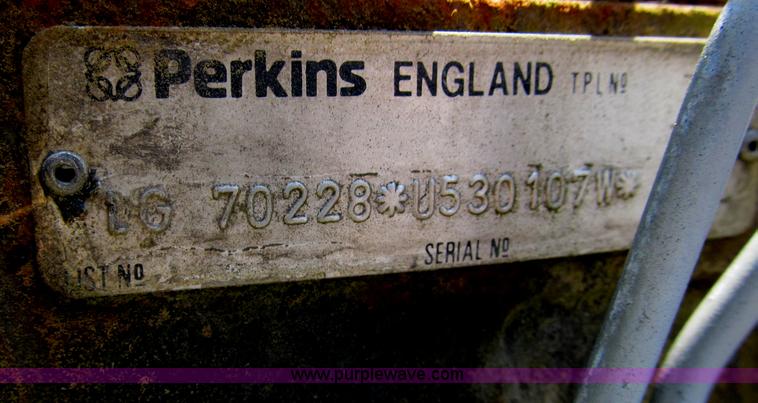 Perkins ENGLAND TPL Nº
LG 70228*U530107W*
SERIAL Nº
LIST Nº
www.purplewave.com